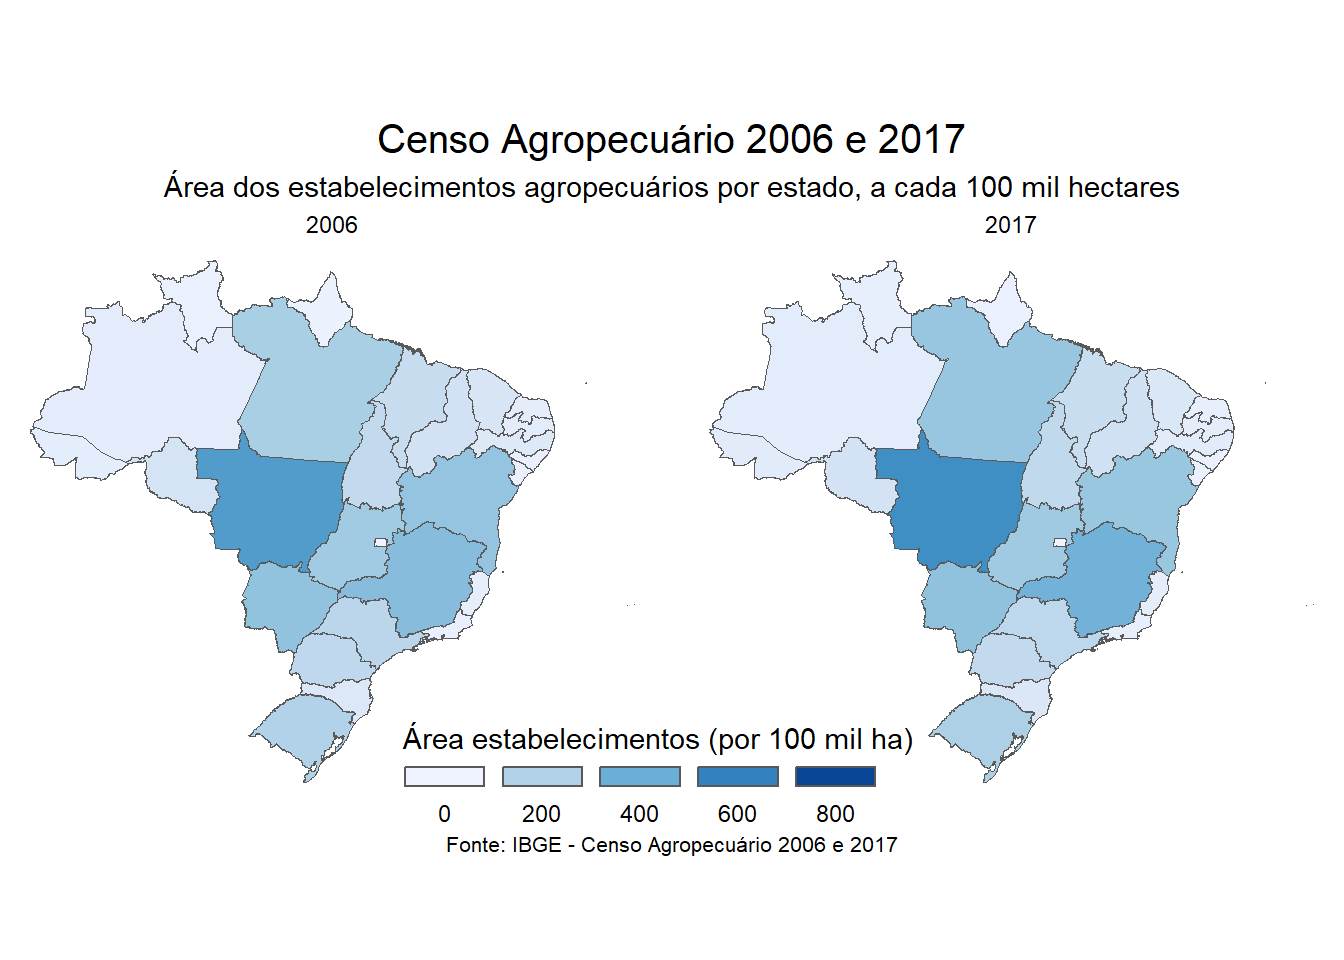 Censo Agropecuário 2006 e 2017
Área dos estabelecimentos agropecuários por estado, a cada 100 mil hectares
2006
2017
Área estabelecimentos (por 100 mil ha)
0 200 400 600 800
Fonte: IBGE - Censo Agropecuário 2006 e 2017